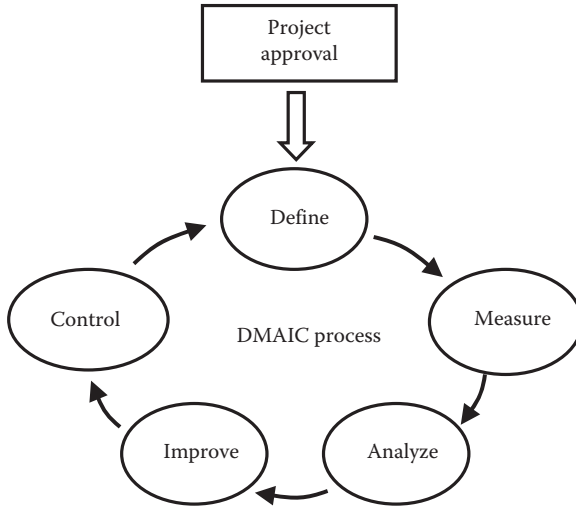 Project
approval
Define
Control
Measure
DMAIC process
Improve
Analyze